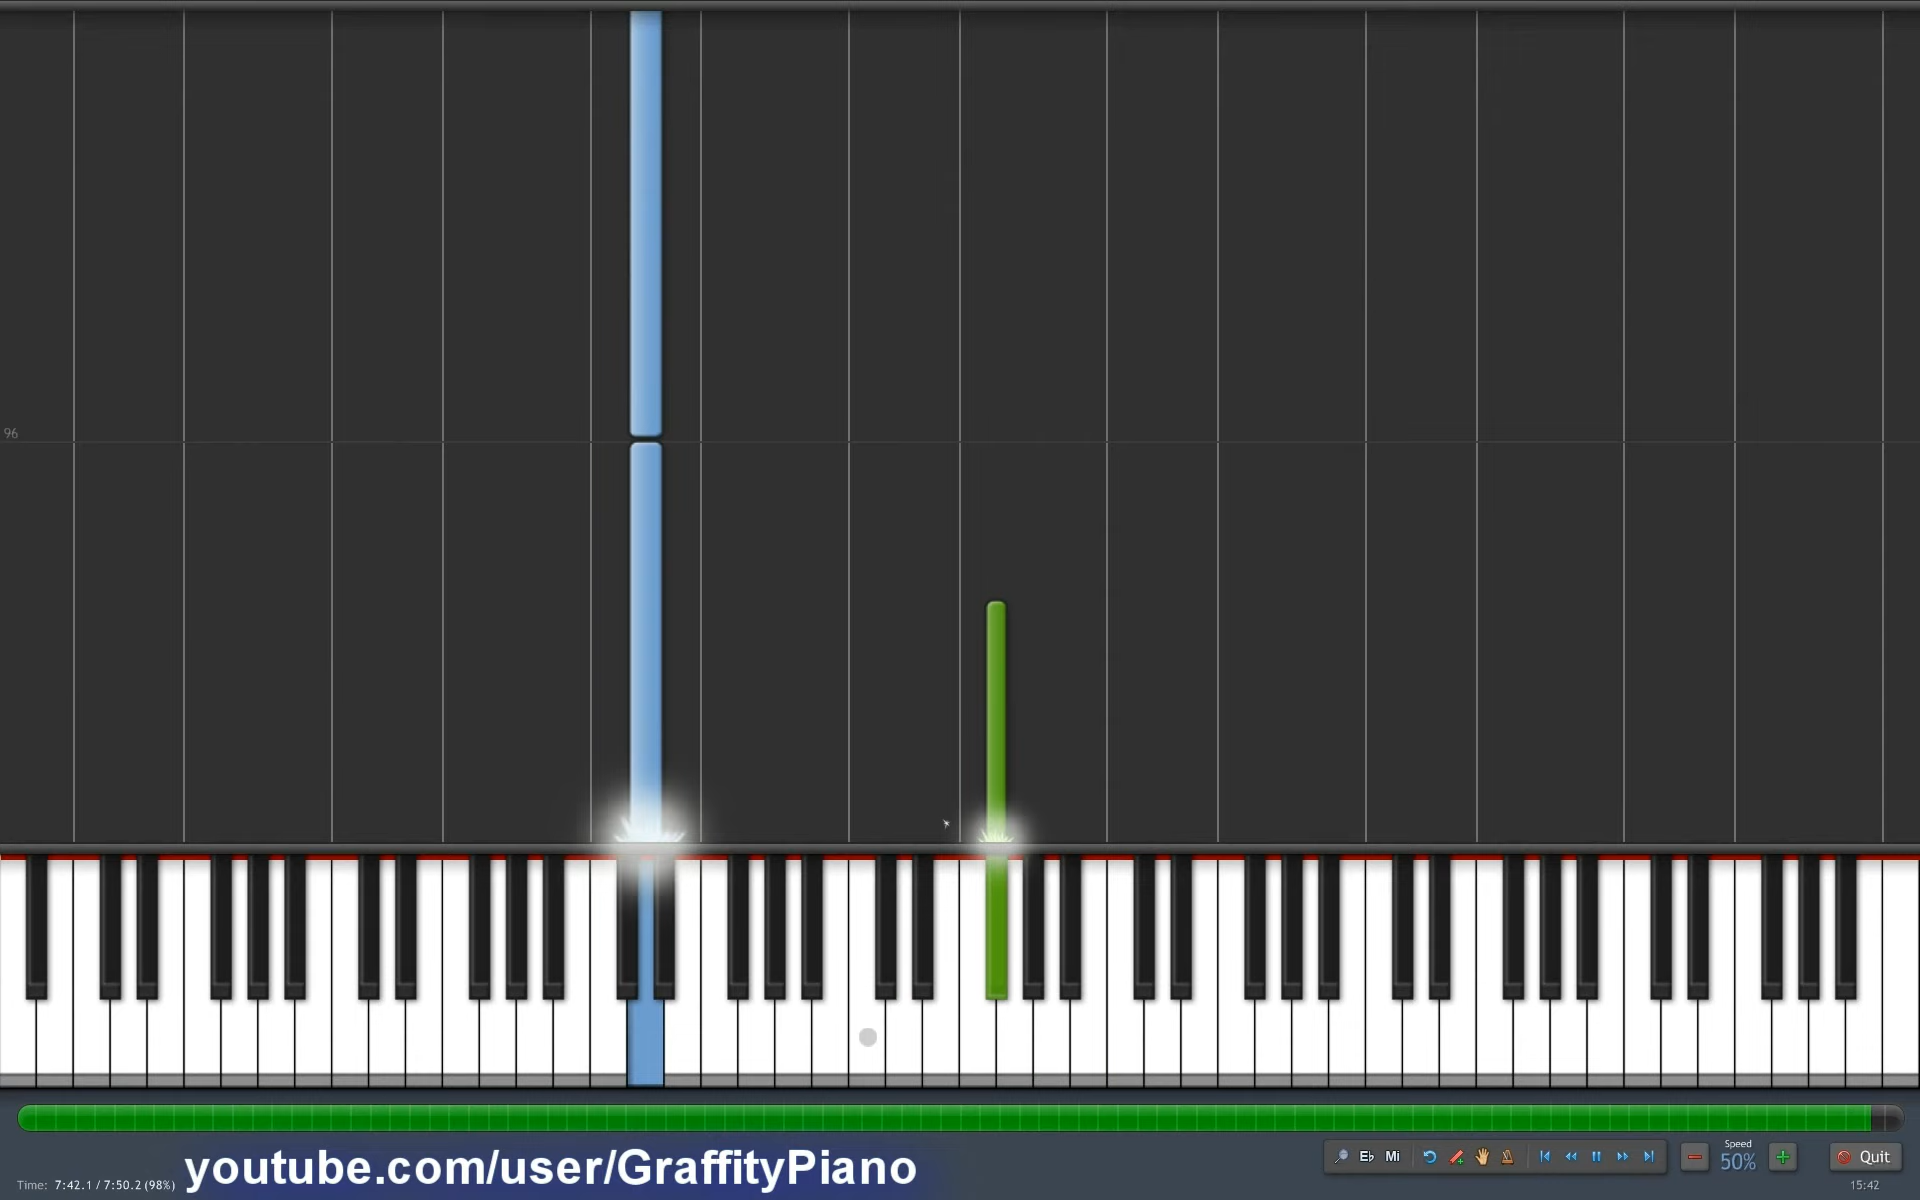 96
youtube.com/user/GraffityPiano
Time: 7:42.1 / 7:50.2 (98%)
E♭ Mi
Speed
50%
Quit
15:42